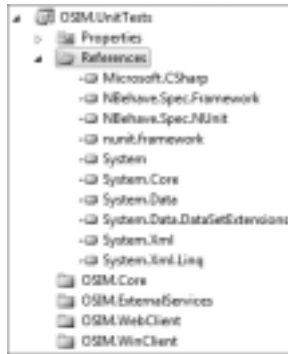 OSIM.UnitTests
Properties
References
Microsoft.CSharp
NBehave.Spec.Framework
NBehave.Spec.NUnit
nunit.framework
System
System.Core
System.Data
System.Data.DataSetExtensions
System.Xml
System.Xml.Linq
OSIM.Core
OSIM.ExternalServices
OSIM.WebClient
OSIM.WinClient